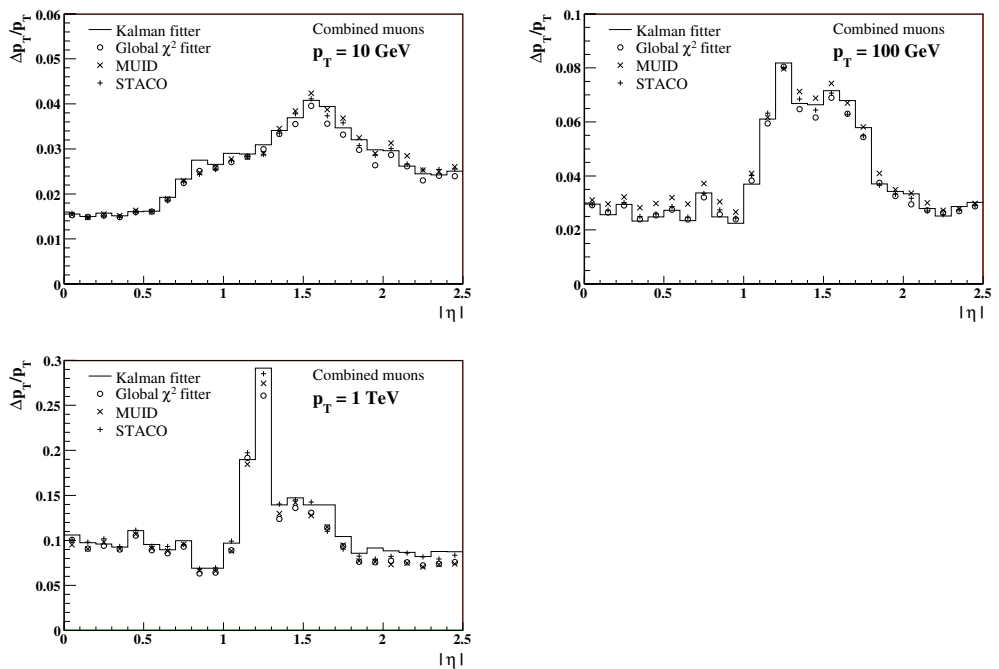 0.06
Δp_T/p_T
0.05
0.04
0.03
0.02
0.01
0
Kalman fitter
Global χ² fitter
MUID
STACO
Combined muons
p_T = 10 GeV
0 0.5 1 1.5 2 2.5
|η|
0.1
Δp_T/p_T
0.08
0.06
0.04
0.02
0
Kalman fitter
Global χ² fitter
MUID
STACO
Combined muons
p_T = 100 GeV
0 0.5 1 1.5 2 2.5
|η|
0.3
Δp_T/p_T
0.25
0.2
0.15
0.1
0.05
0
Kalman fitter
Global χ² fitter
MUID
STACO
Combined muons
p_T = 1 TeV
0 0.5 1 1.5 2 2.5
|η|